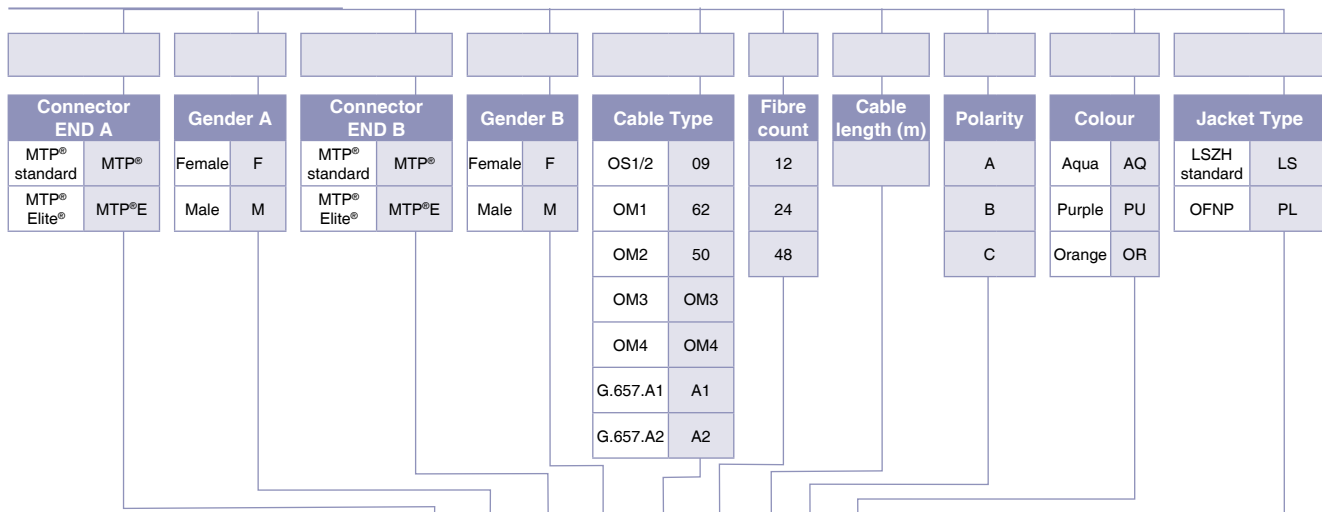 Connector
END A
MTP®
standard
MTP®
MTP®
Elite®
MTP®E
Gender A
Female F
Male M
Connector
END B
MTP®
standard
MTP®
MTP®
Elite®
MTP®E
Gender B
Female F
Male M
Cable Type
OS1/2 09
OM1 62
OM2 50
OM3 OM3
OM4 OM4
G.657.A1 A1
G.657.A2 A2
Fibre
count
12
24
48
Cable
length (m)
Polarity
A
B
C
Colour
Aqua AQ
Purple PU
Orange OR
Jacket Type
LSZH
standard
LS
OFNP PL